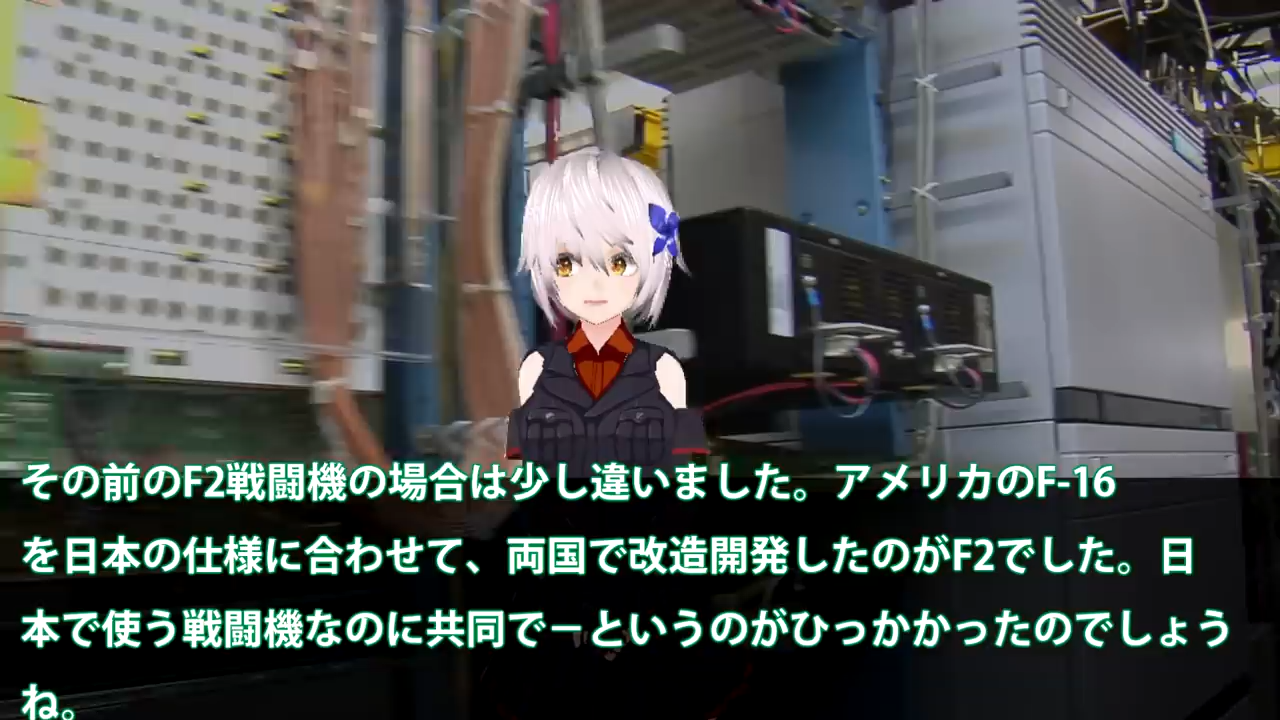 その前のF2戦闘機の場合は少し違いました。アメリカのF-16
を日本の仕様に合わせて、両国で改造開発したのがF2でした。日
本で使う戦闘機なのに共同で－というのがひっかかったのでしょう
ね。